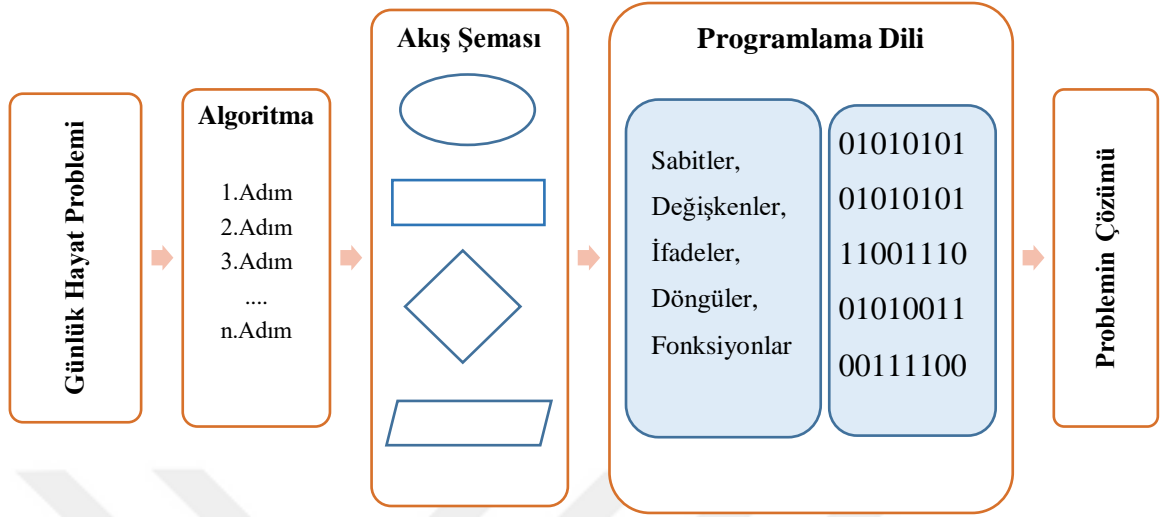 Günlük Hayat Problemi
Algoritma
1.Adım
2.Adım
3.Adım
....
n.Adım
Akış Şeması
Programlama Dili
Sabitler,
Değişkenler,
İfadeler,
Döngüler,
Fonksiyonlar
01010101
01010101
11001110
01010011
00111100
Problemin Çözümü